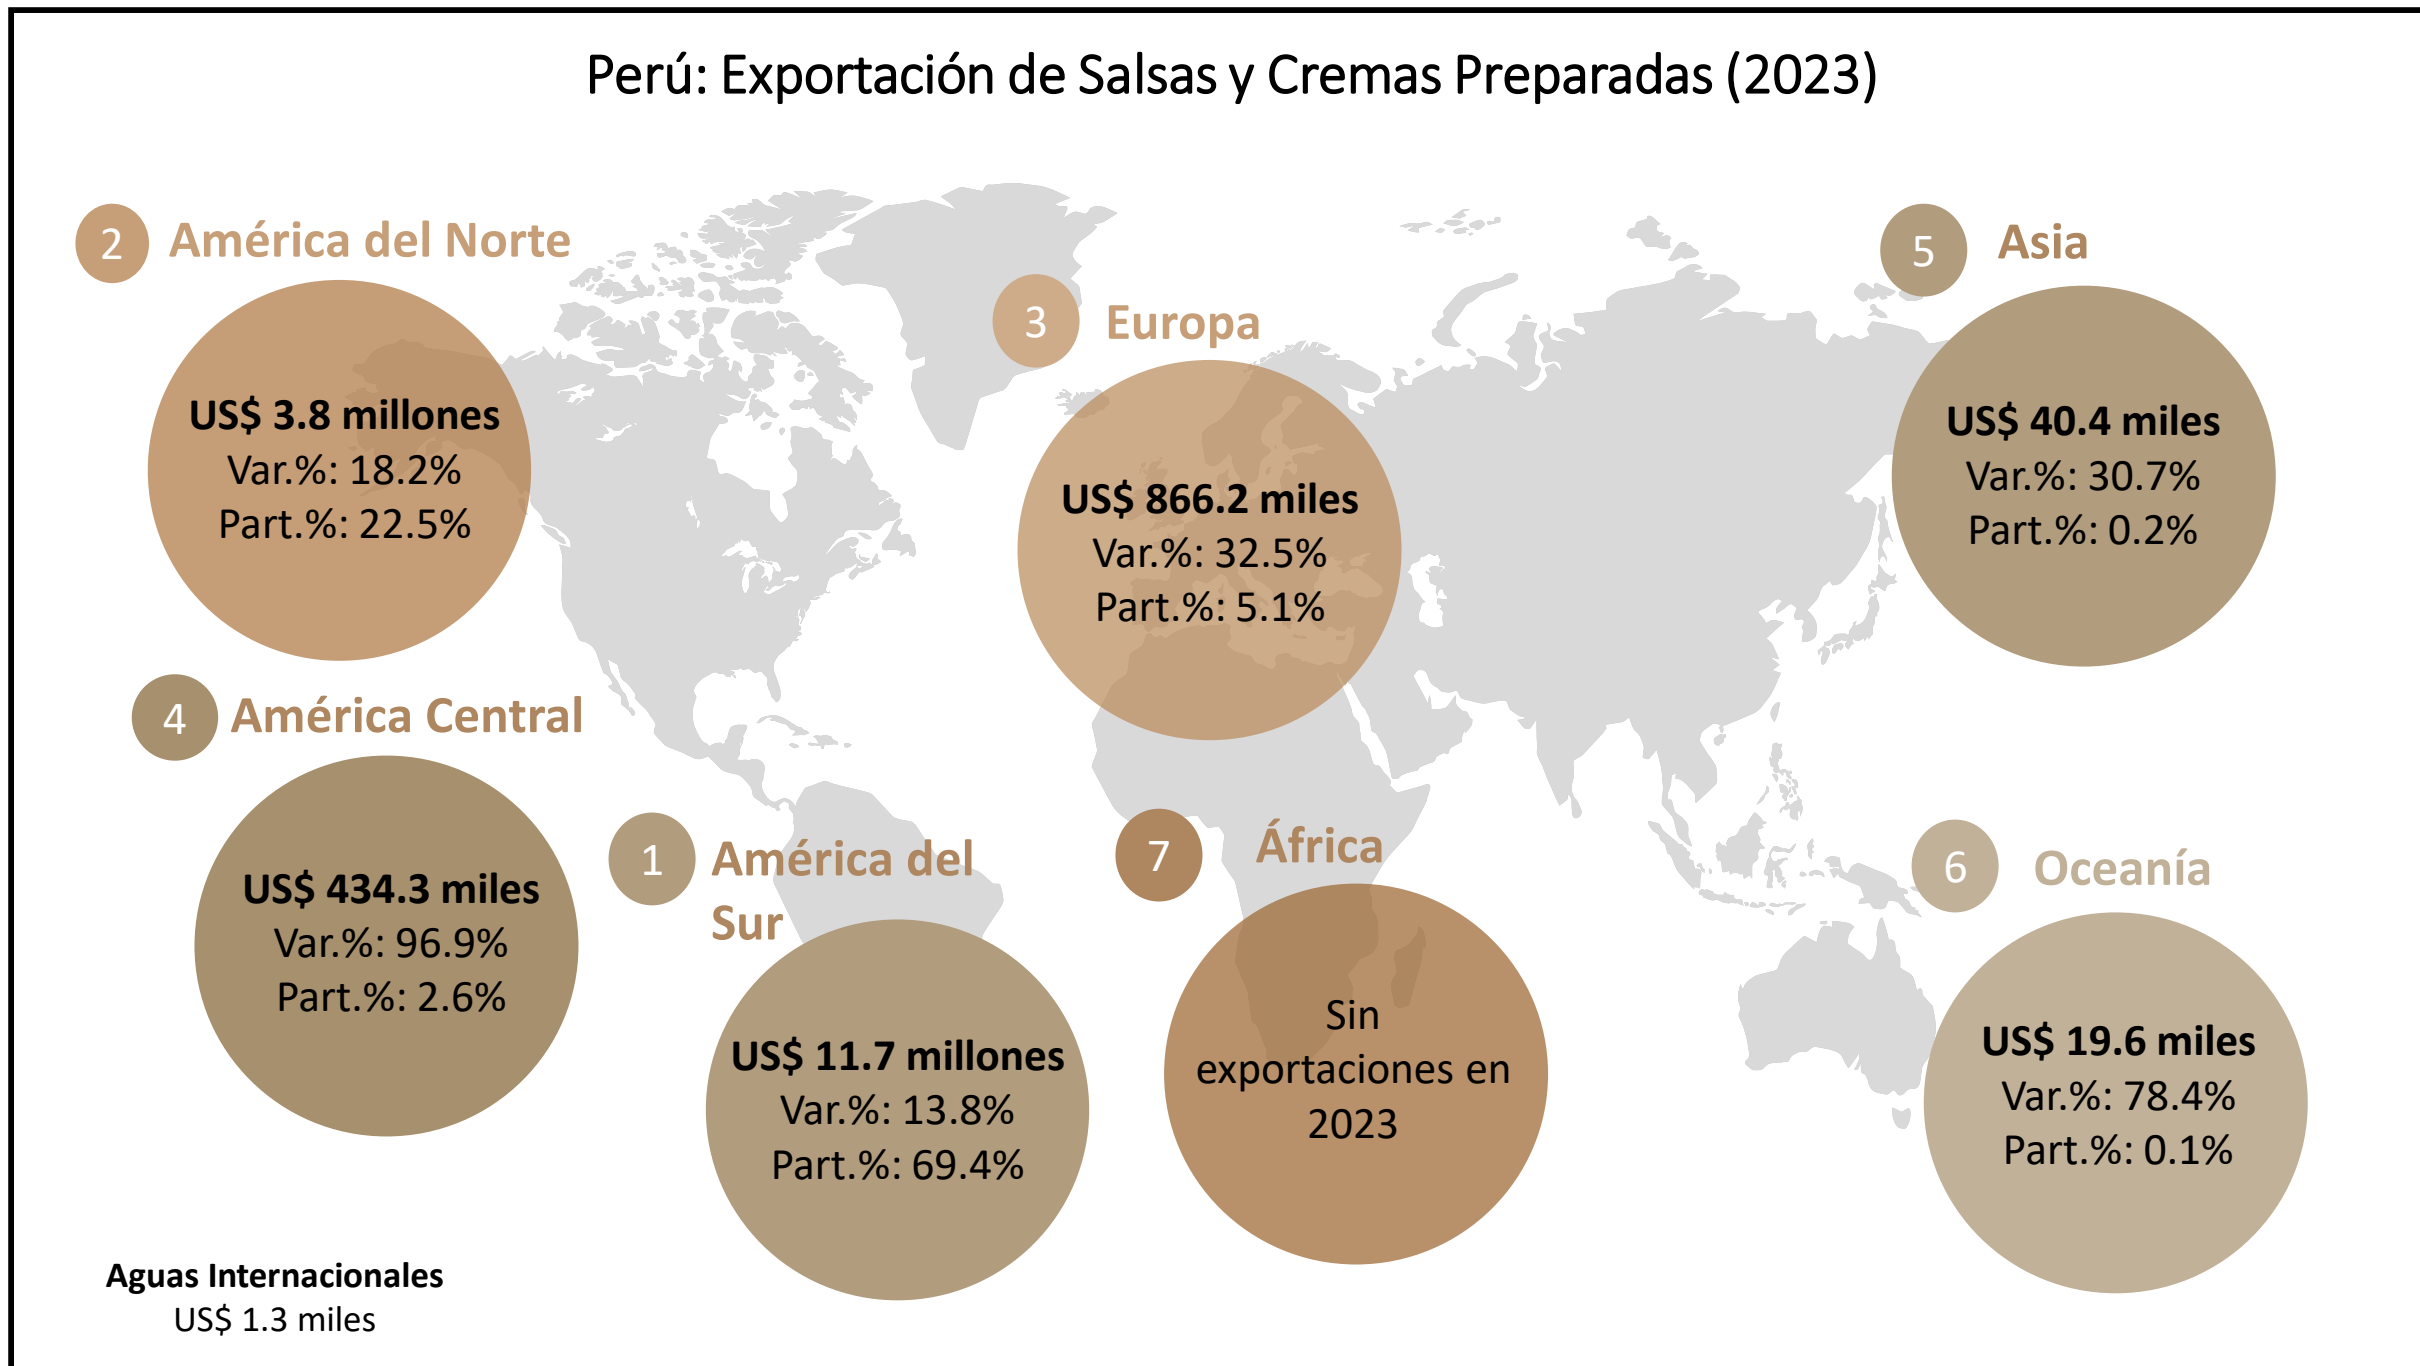 Perú: Exportación de Salsas y Cremas Preparadas (2023)
2
América del Norte
US$ 3.8 millones
Var.%: 18.2%
Part.%: 22.5%
3
Europa
US$ 866.2 miles
Var.%: 32.5%
Part.%: 5.1%
5
Asia
US$ 40.4 miles
Var.%: 30.7%
Part.%: 0.2%
4
América Central
US$ 434.3 miles
Var.%: 96.9%
Part.%: 2.6%
1
América del
Sur
US$ 11.7 millones
Var.%: 13.8%
Part.%: 69.4%
7
África
Sin
exportaciones en
2023
6
Oceanía
US$ 19.6 miles
Var.%: 78.4%
Part.%: 0.1%
Aguas Internacionales
US$ 1.3 miles